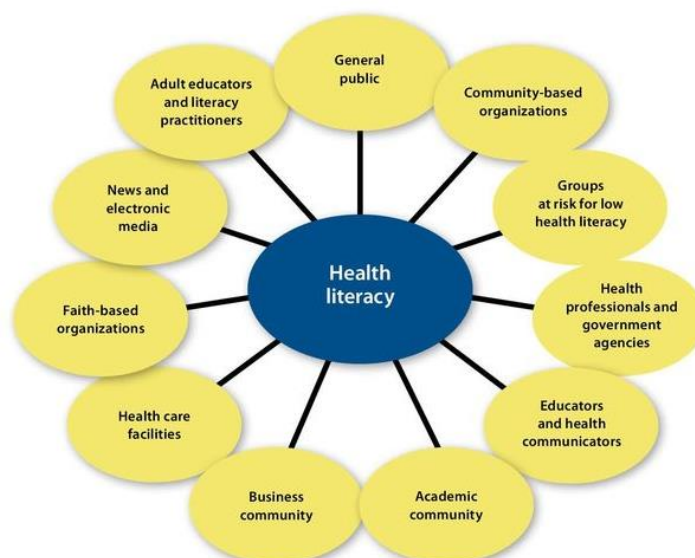 General
public
Community-based
organizations
Groups
at risk for low
health literacy
Health
professionals and
government
agencies
Educators
and health
communicators
Academic
community
Business
community
Health care
facilities
Faith-based
organizations
News and
electronic
media
Adult educators
and literacy
practitioners
Health
literacy